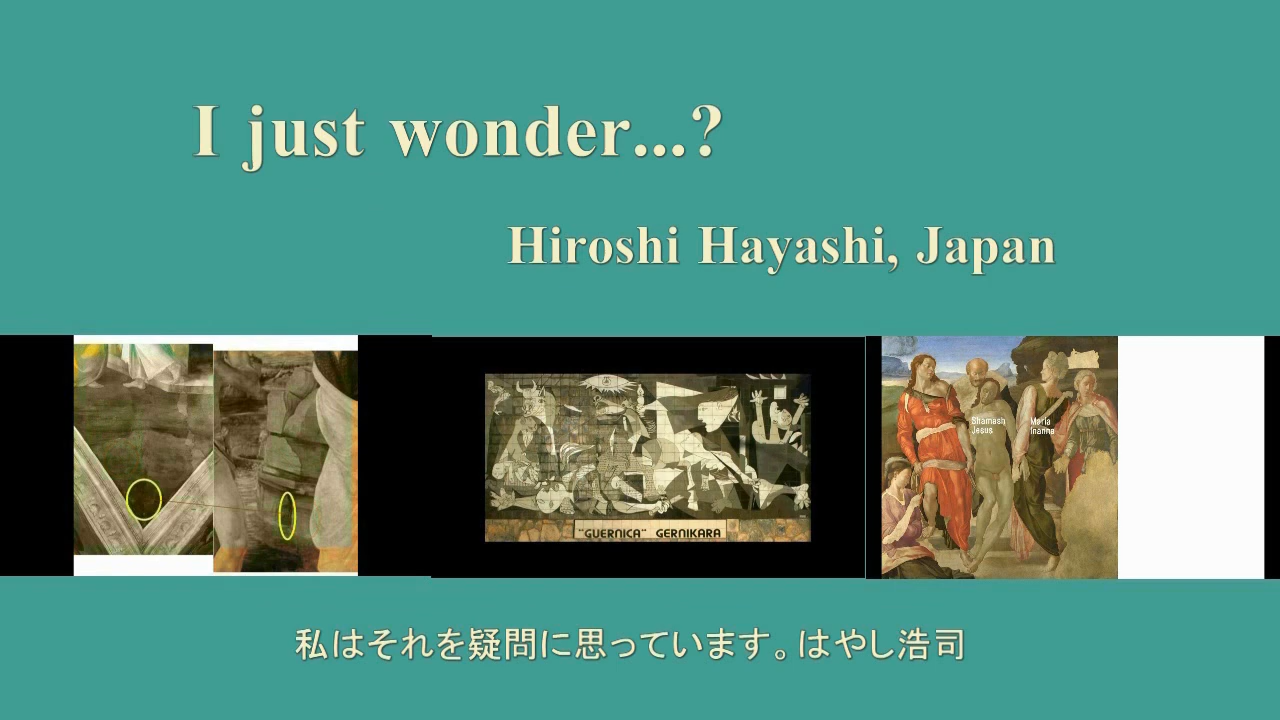 I just wonder...?
Hiroshi Hayashi, Japan
Shamash
Jesus
Maria
Inanna
"GUERNICA" GERNIKARA
私はそれを疑問に思っています。はやし浩司